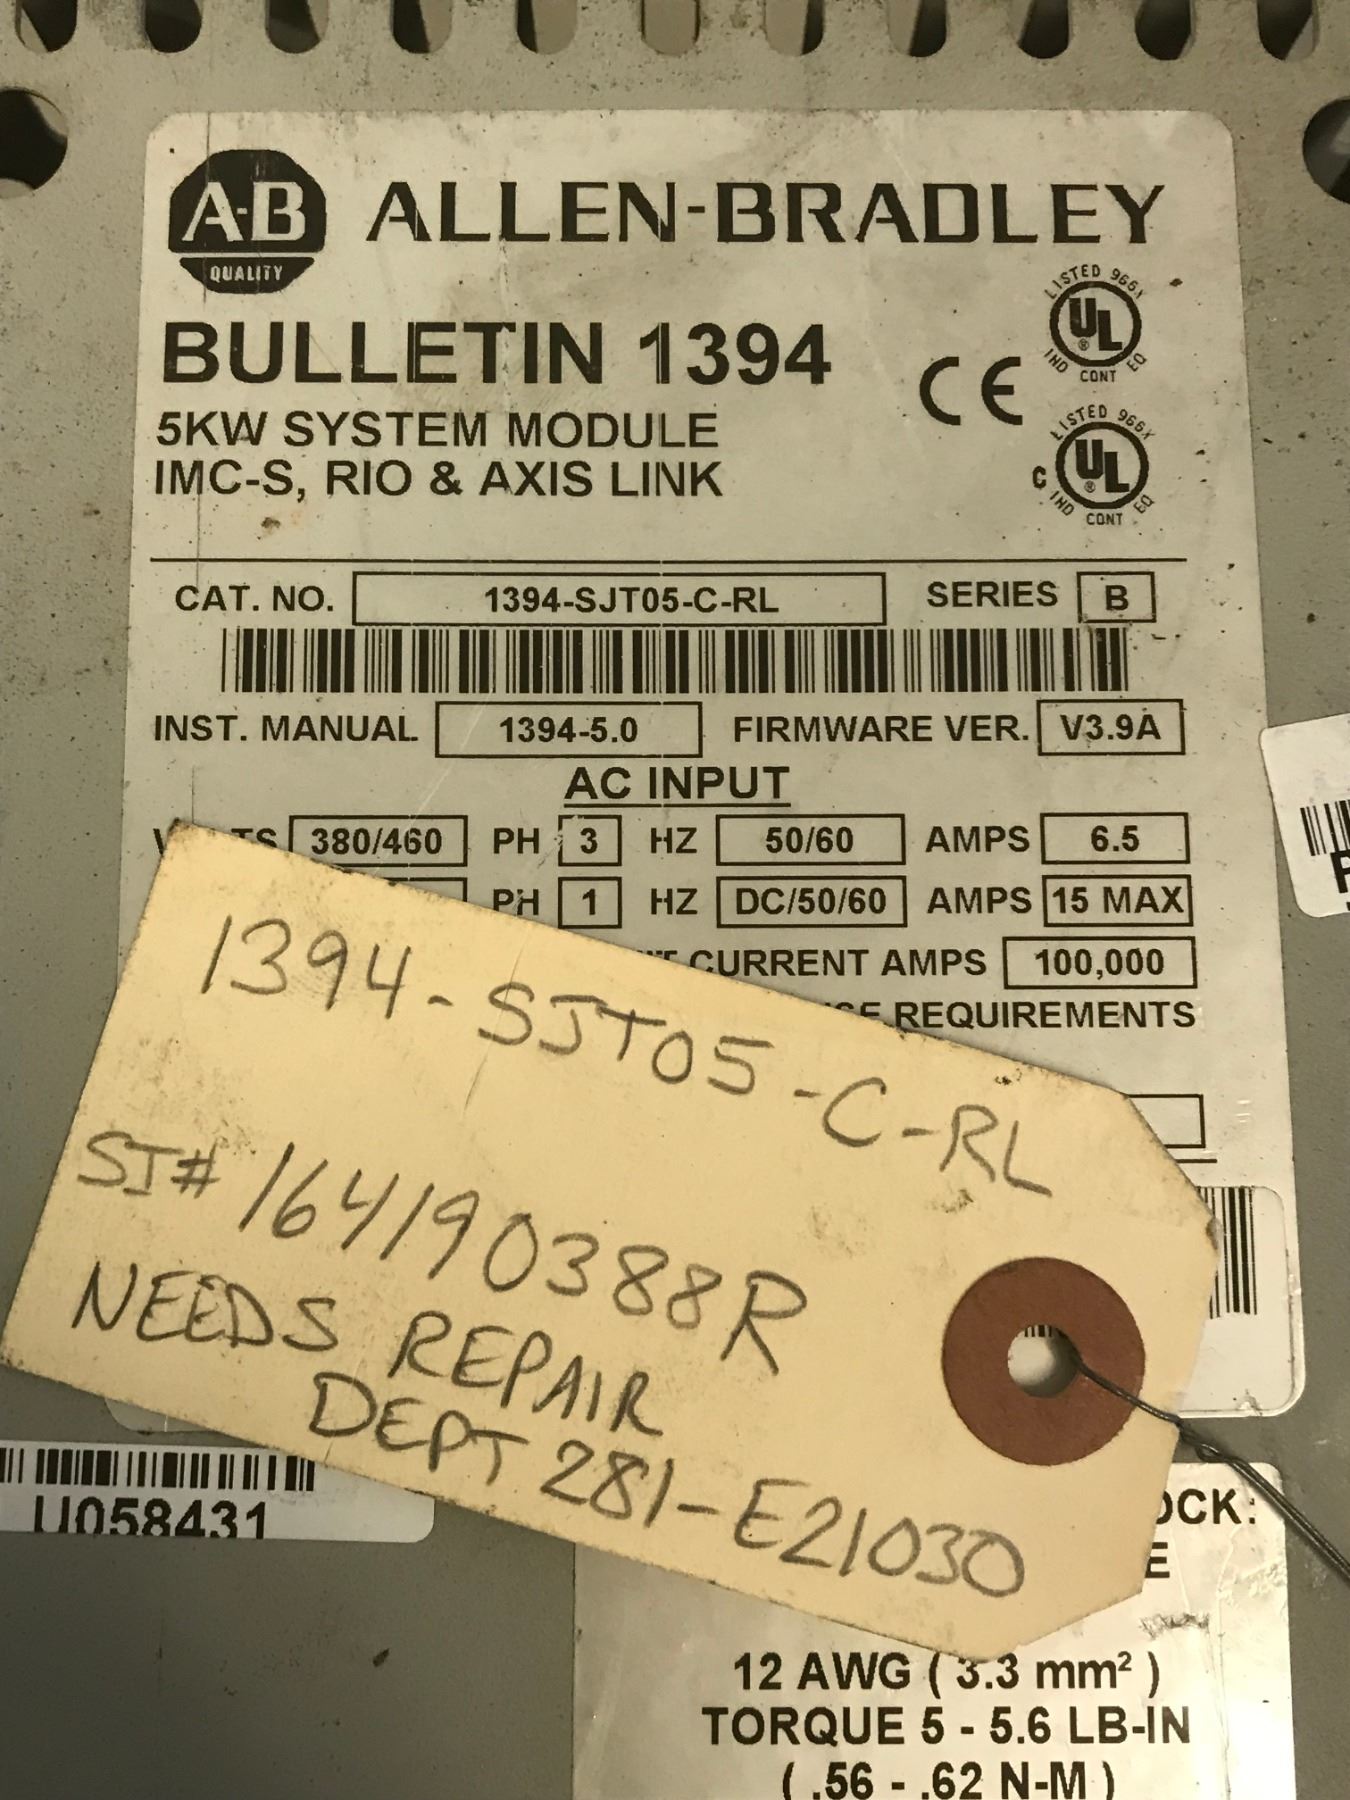 A-B
QUALITY
ALLEN-BRADLEY
BULLETIN 1394
5KW SYSTEM MODULE
IMC-S, RIO & AXIS LINK
CE
LISTED 966X
UL
®
IND CONT EQ
LISTED 966X
C UL
®
IND CONT EQ
CAT. NO. 1394-SJT05-C-RL SERIES B
INST. MANUAL 1394-5.0 FIRMWARE VER. V3.9A
AC INPUT
380/460 PH 3 HZ 50/60 AMPS 6.5
PH 1 HZ DC/50/60 AMPS 15 MAX
CURRENT AMPS 100,000
REQUIREMENTS
1394-SJT05-C-RL
SJ# 164190388R
NEEDS REPAIR
DEPT 281-E21030
U058431
OCK:
E
12 AWG ( 3.3 mm² )
TORQUE 5 - 5.6 LB-IN
( .56 - .62 N-M )